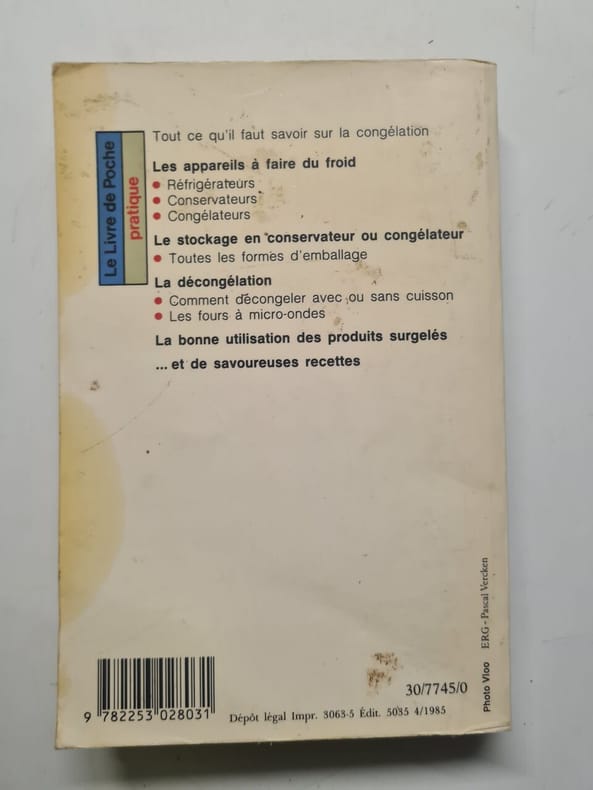 Le Livre de Poche
pratique
Tout ce qu'il faut savoir sur la congélation
Les appareils à faire du froid
• Réfrigérateurs
• Conservateurs
• Congélateurs
Le stockage en conservateur ou congélateur
• Toutes les formes d'emballage
La décongélation
• Comment décongeler avec ou sans cuisson
• Les fours à micro-ondes
La bonne utilisation des produits surgelés
... et de savoureuses recettes
Photo Vloo E.R.G - Pascal Vercken
30/7745/0
9 782253 028031
Dépôt légal Impr. 3063-5 Édit. 5035 4/1985